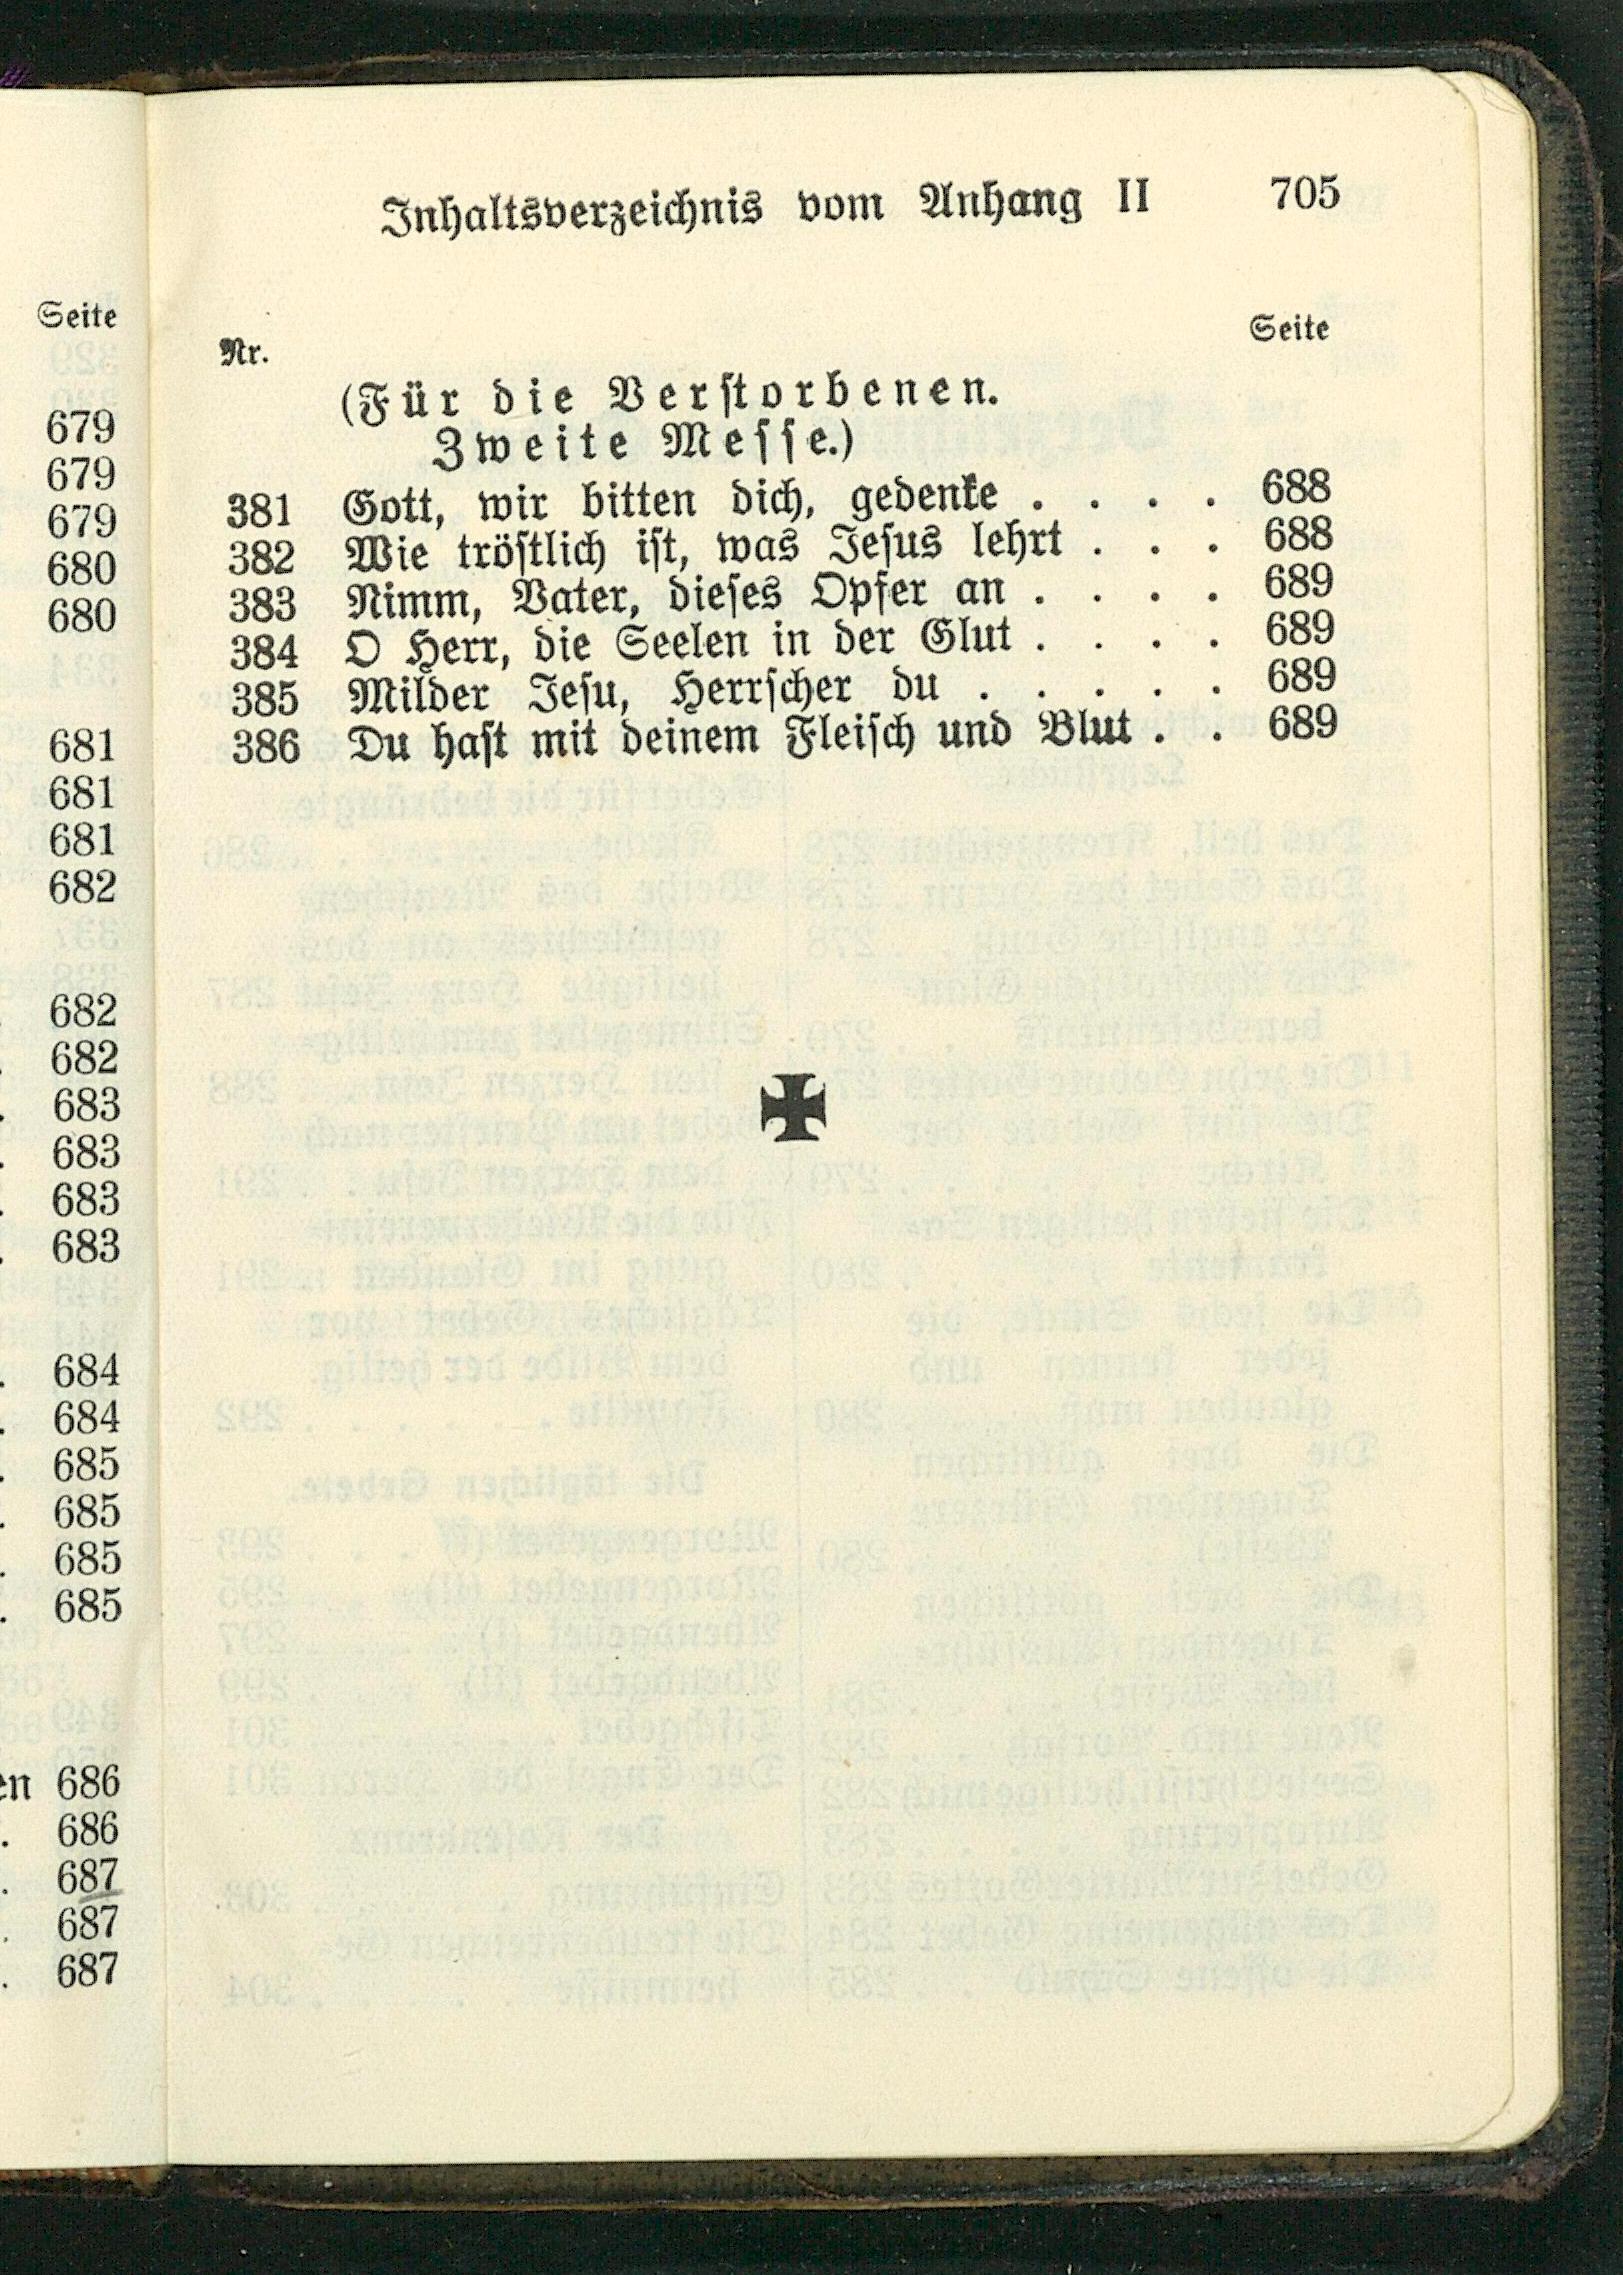 Seite
679
679
679
680
680
681
681
681
682
. 682
. 682
. 683
. 683
. 683
. 683
. 684
. 684
. 685
. 685
. 685
. 685
en 686
. 686
. 687
. 687
. 687
Inhaltsverzeichnis vom Anhang II 705
Nr. Seite
(Für die Verstorbenen.
Zweite Messe.)
381 Gott, wir bitten dich, gedenke . . . . 688
382 Wie tröstlich ist, was Jesus lehrt . . . 688
383 Nimm, Vater, dieses Opfer an . . . . 689
384 O Herr, die Seelen in der Glut . . . . 689
385 Milder Jesu, Herrscher du . . . . . 689
386 Du hast mit deinem Fleisch und Blut . . 689